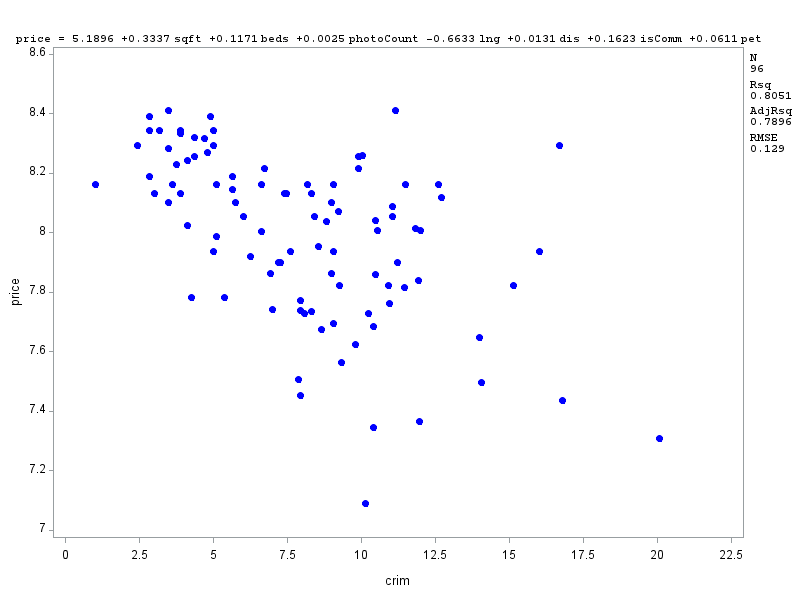 price = 5.1896 +0.3337 sqft +0.1171 beds +0.0025 photoCount -0.6633 lng +0.0131 dis +0.1623 isComm +0.0611 pet
N
96
Rsq
0.8051
AdjRsq
0.7896
RMSE
0.129
8.6
8.4
8.2
8
7.8
7.6
7.4
7.2
7
price
0 2.5 5 7.5 10 12.5 15 17.5 20 22.5
crim